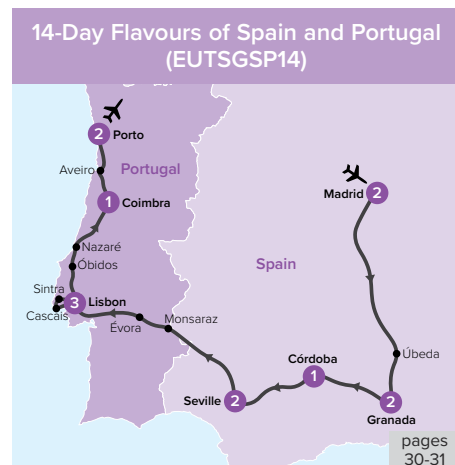 14-Day Flavours of Spain and Portugal
(EUTSGSP14)
2 Porto
Aveiro
Portugal
1 Coimbra
Madrid 2
Nazaré
Óbidos
Spain
Sintra
3 Lisbon
Cascais
Évora
Monsaraz
Úbeda
Córdoba
1
Seville 2
2
Granada
pages
30-31